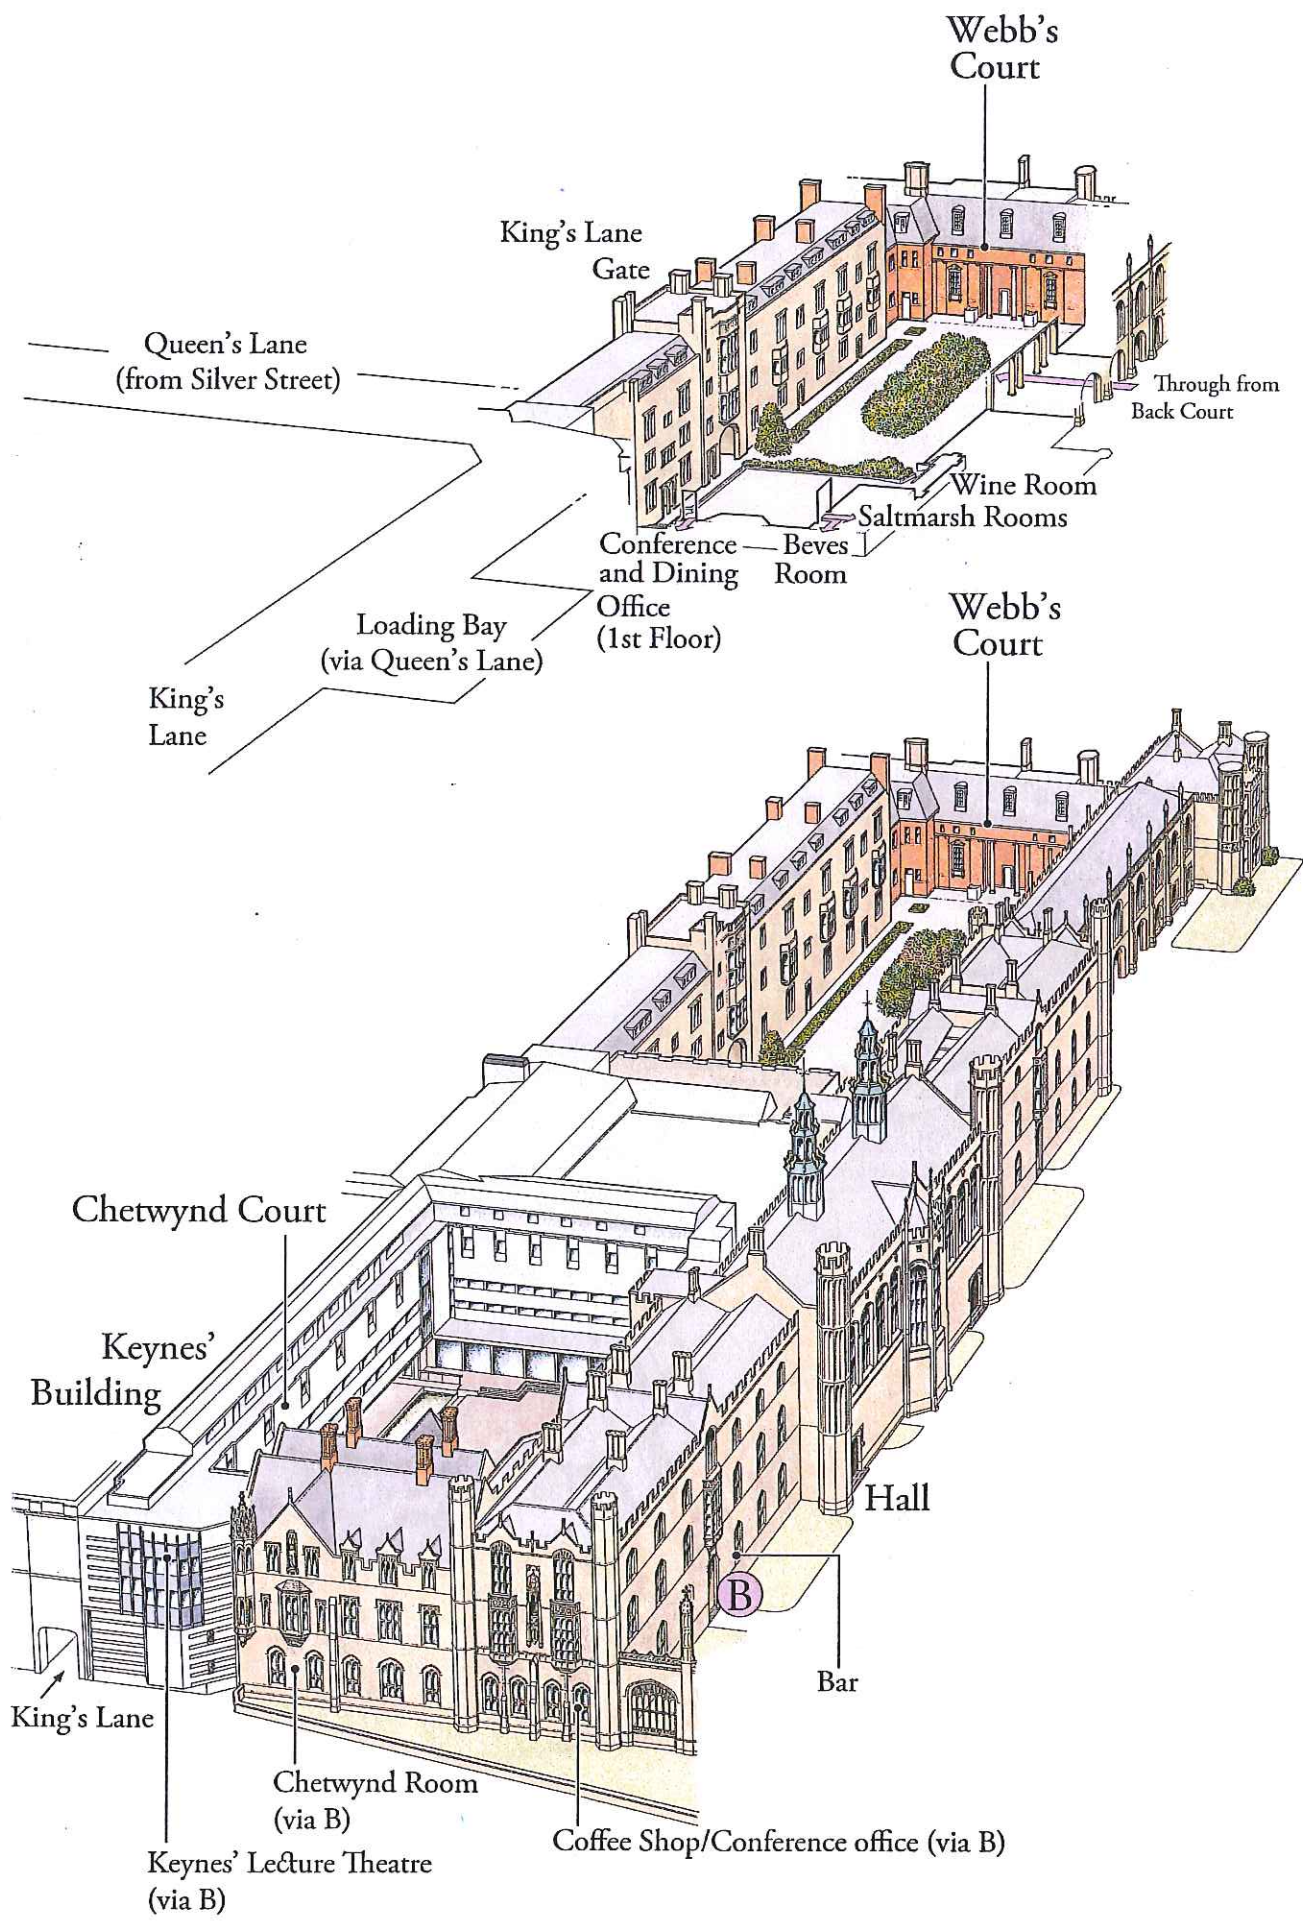 Webb's
Court
King's Lane
Gate
Queen's Lane
(from Silver Street)
Through from
Back Court
Wine Room
Saltmarsh Rooms
Conference
and Dining
Office
(1st Floor)
Beves
Room
Loading Bay
(via Queen's Lane)
King's
Lane
Webb's
Court
Chetwynd Court
Keynes'
Building
Hall
B
Bar
King's Lane
Chetwynd Room
(via B)
Coffee Shop/Conference office (via B)
Keynes' Lecture Theatre
(via B)